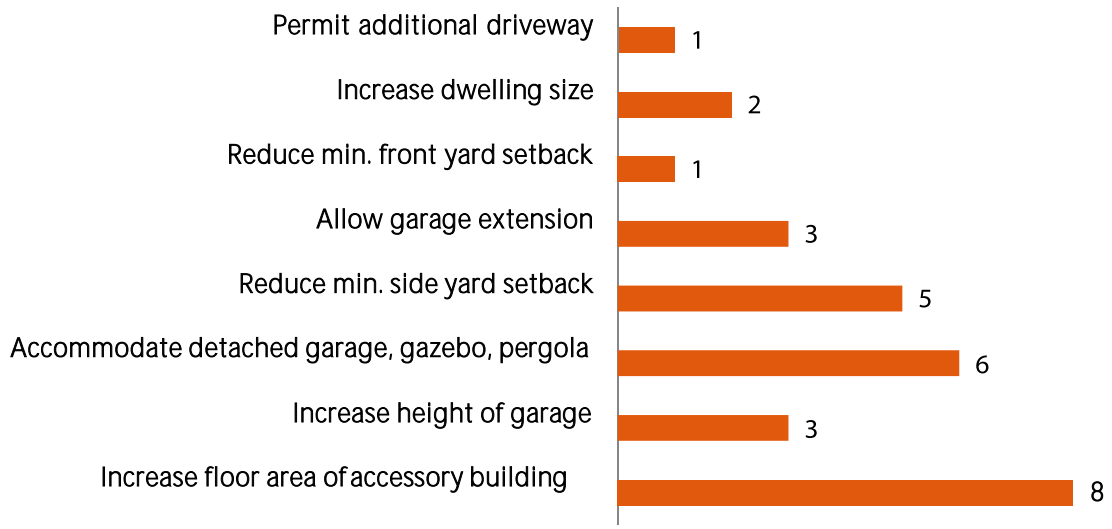 Permit additional driveway 1
Increase dwelling size 2
Reduce min. front yard setback 1
Allow garage extension 3
Reduce min. side yard setback 5
Accommodate detached garage, gazebo, pergola 6
Increase height of garage 3
Increase floor area of accessory building 8